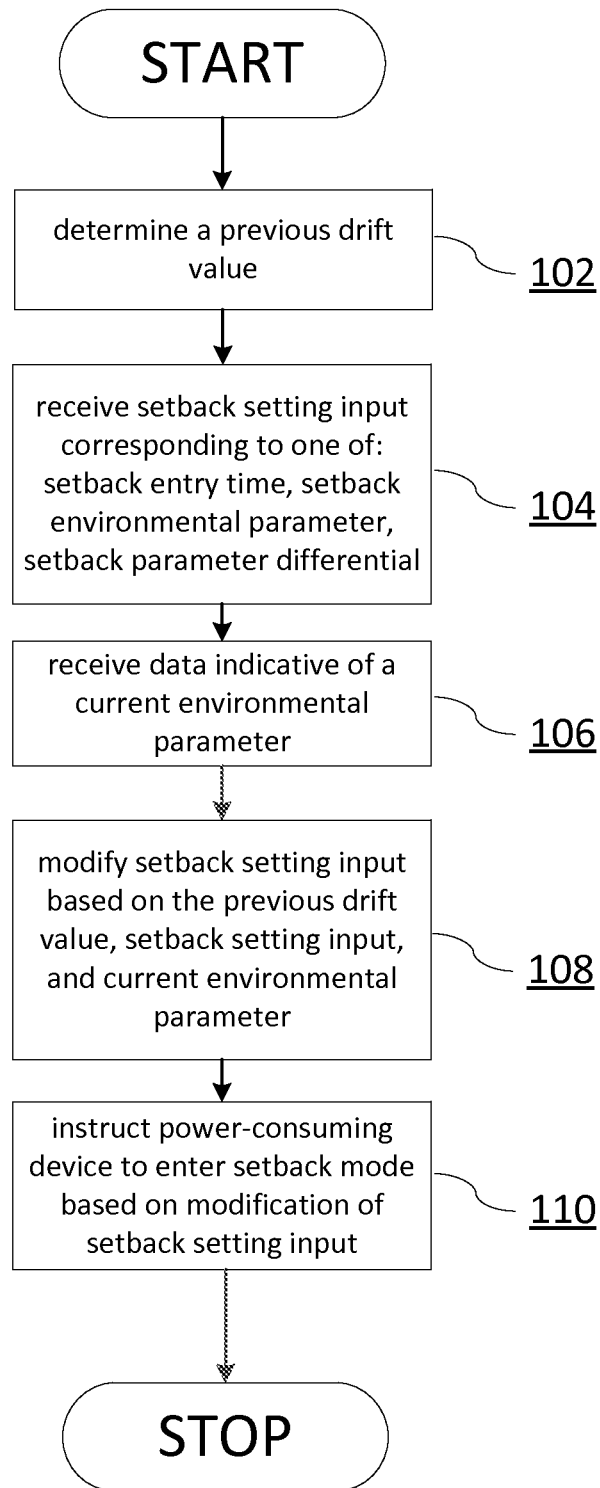 START
determine a previous drift
value
102
receive setback setting input
corresponding to one of:
setback entry time, setback
environmental parameter,
setback parameter differential
104
receive data indicative of a
current environmental
parameter
106
modify setback setting input
based on the previous drift
value, setback setting input,
and current environmental
parameter
108
instruct power-consuming
device to enter setback mode
based on modification of
setback setting input
110
STOP